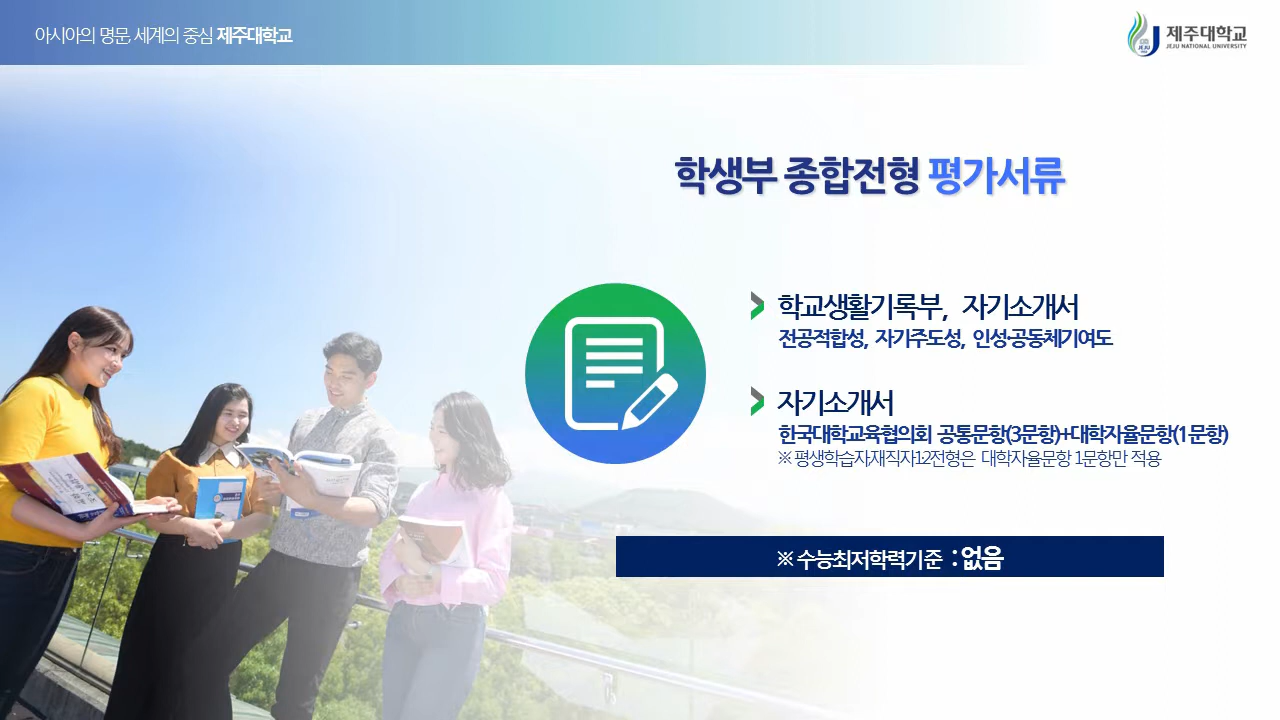 아시아의 명문, 세계의 중심 제주대학교
제주대학교
JEJU NATIONAL UNIVERSITY
학생부 종합전형 평가서류
학교생활기록부, 자기소개서
전공적합성, 자기주도성, 인성·공동체기여도
자기소개서
한국대학교육협의회 공통문항(3문항)+대학자율문항(1문항)
※ 평생학습자재직자12전형은 대학자율문항 1문항만 적용
※ 수능최저학력기준 : 없음